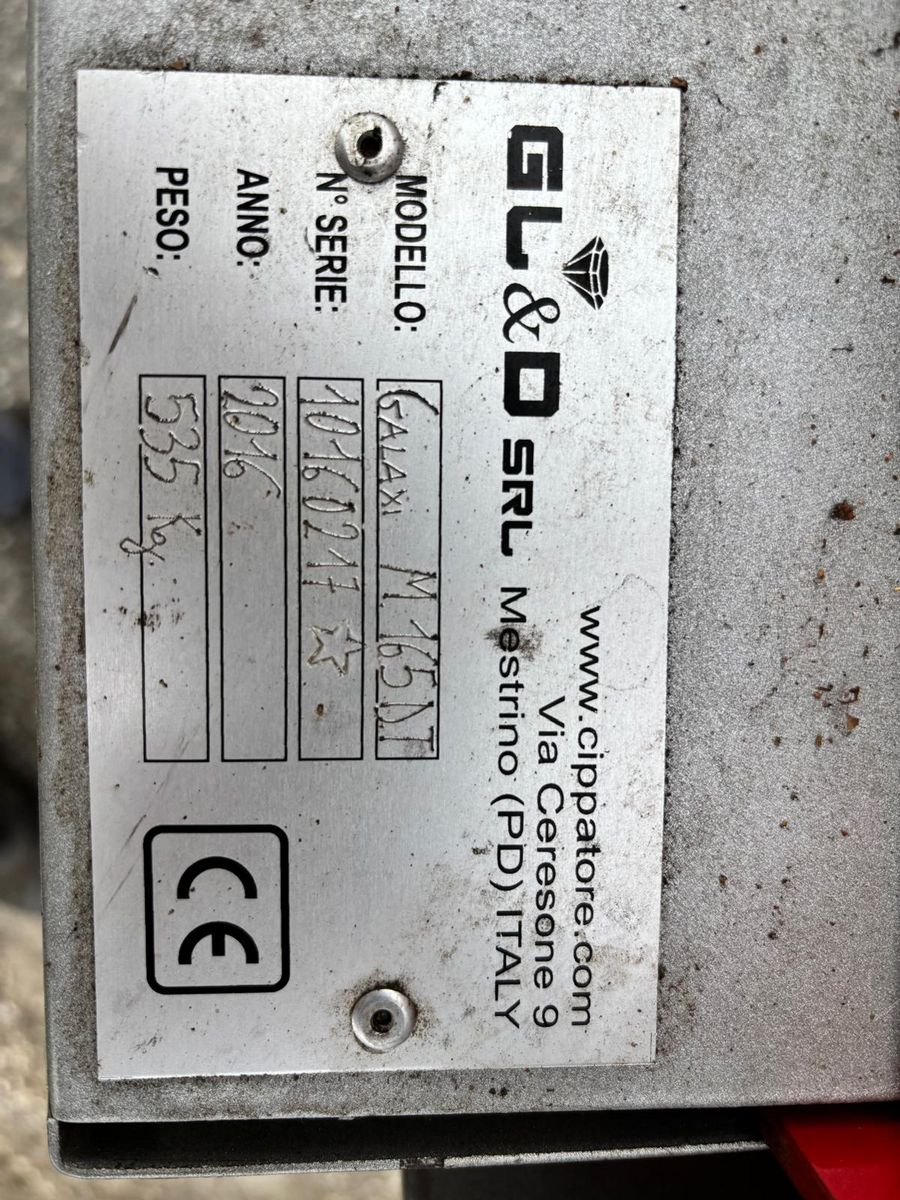 www.cippatore.com
Via Ceresone 9
GL&D SRL Mestrino (PD) ITALY
MODELLO: GALAXI M 165 DT
N° SERIE: 10160217
ANNO: 2016
PESO: 535 Kg.
CE